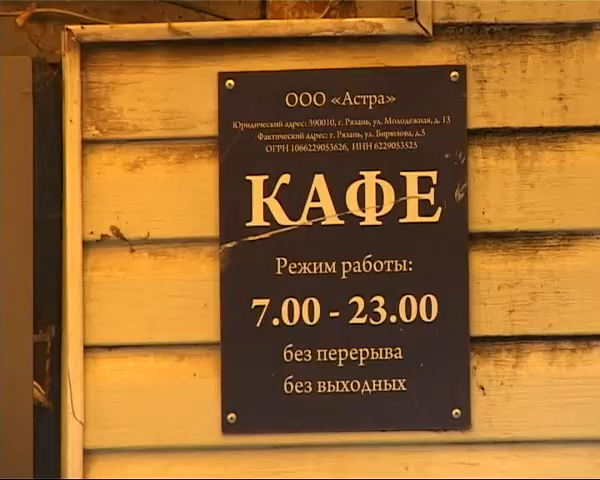 ООО «Астра»
Юридический адрес: 390010, г. Рязань, ул. Молодежная, д. 13
Фактический адрес: г. Рязань, ул. Бирюзова, д.5
ОГРН 1066229053626, ИНН 6229053525
КАФЕ
Режим работы:
7.00 - 23.00
без перерыва
без выходных